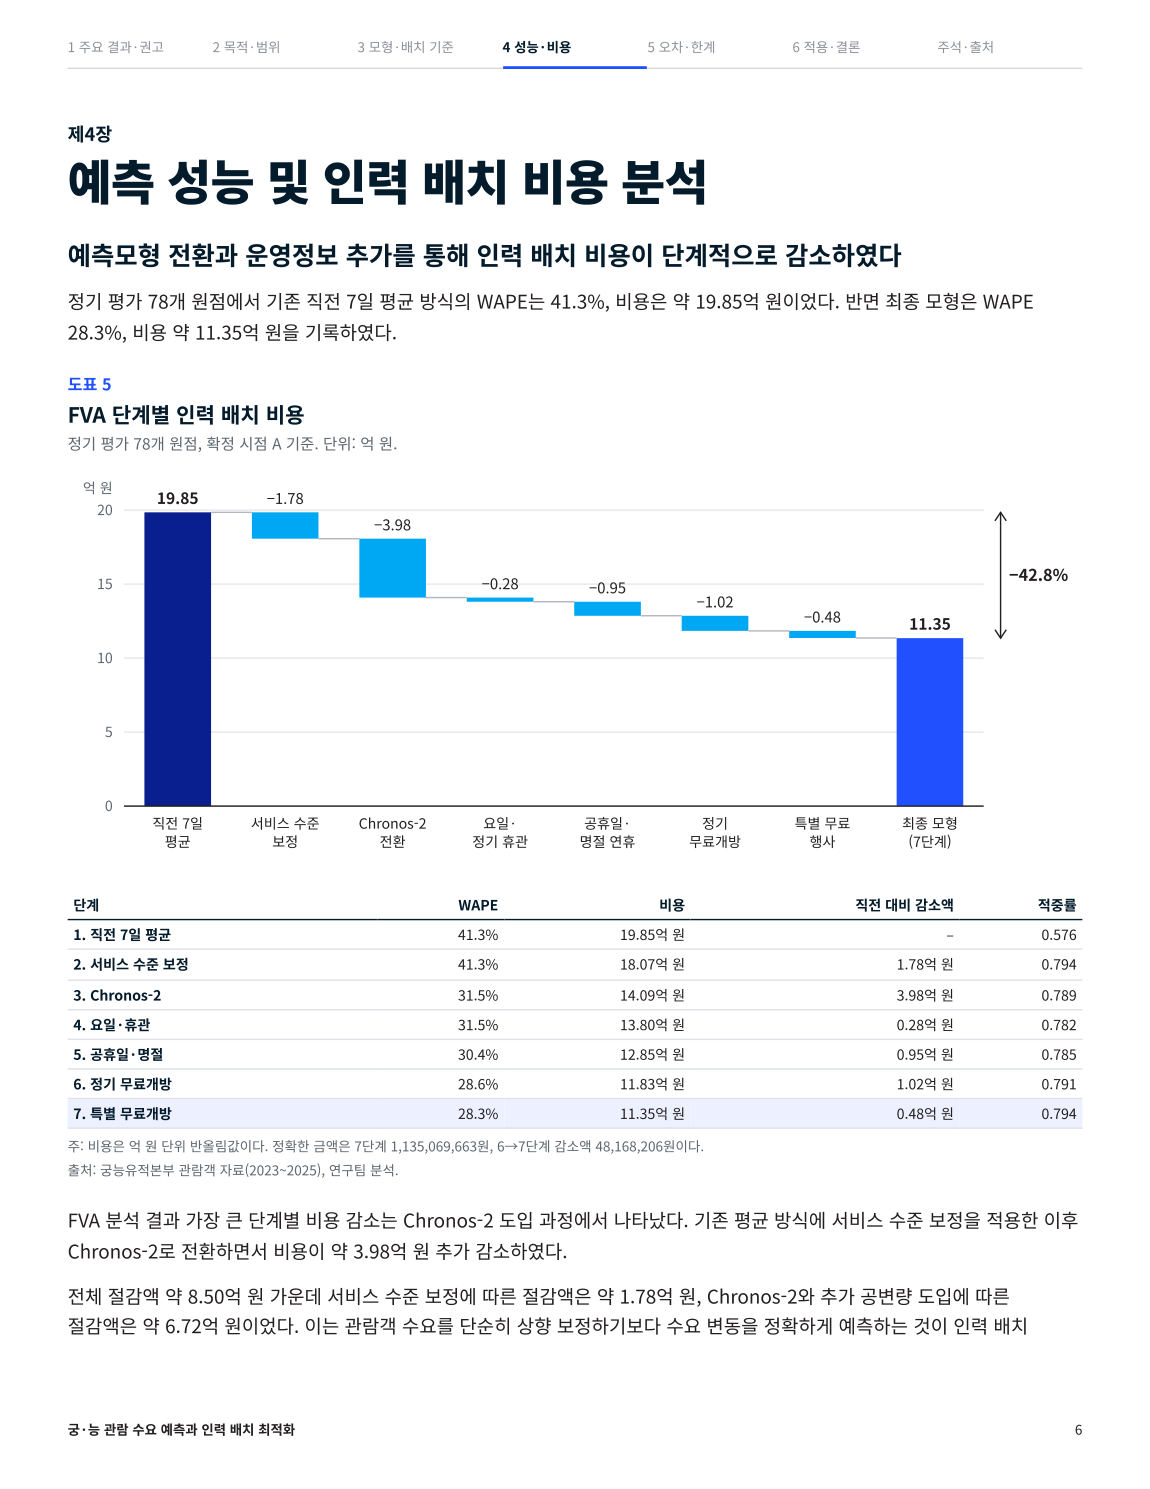 1 주요 결과·권고 2 목적·범위 3 모형·배치 기준 4 성능·비용 5 오차·한계 6 적용·결론 주석·출처
제4장
예측 성능 및 인력 배치 비용 분석
예측모형 전환과 운영정보 추가를 통해 인력 배치 비용이 단계적으로 감소하였다
정기 평가 78개 원점에서 기존 직전 7일 평균 방식의 WAPE는 41.3%, 비용은 약 19.85억 원이었다. 반면 최종 모형은 WAPE
28.3%, 비용 약 11.35억 원을 기록하였다.
도표 5
FVA 단계별 인력 배치 비용
정기 평가 78개 원점, 확정 시점 A 기준. 단위: 억 원.
억 원
20
15
10
5
0
19.85
−1.78
−3.98
−0.28
−0.95
−1.02
−0.48
11.35
−42.8%
직전 7일
평균
서비스 수준
보정
Chronos-2
전환
요일·
정기 휴관
공휴일·
명절 연휴
정기
무료개방
특별 무료
행사
최종 모형
(7단계)
단계 WAPE 비용 직전 대비 감소액 적중률
1. 직전 7일 평균 41.3% 19.85억 원 – 0.576
2. 서비스 수준 보정 41.3% 18.07억 원 1.78억 원 0.794
3. Chronos-2 31.5% 14.09억 원 3.98억 원 0.789
4. 요일·휴관 31.5% 13.80억 원 0.28억 원 0.782
5. 공휴일·명절 30.4% 12.85억 원 0.95억 원 0.785
6. 정기 무료개방 28.6% 11.83억 원 1.02억 원 0.791
7. 특별 무료개방 28.3% 11.35억 원 0.48억 원 0.794
주: 비용은 억 원 단위 반올림값이다. 정확한 금액은 7단계 1,135,069,663원, 6→7단계 감소액 48,168,206원이다.
출처: 궁능유적본부 관람객 자료(2023~2025), 연구팀 분석.
FVA 분석 결과 가장 큰 단계별 비용 감소는 Chronos-2 도입 과정에서 나타났다. 기존 평균 방식에 서비스 수준 보정을 적용한 이후
Chronos-2로 전환하면서 비용이 약 3.98억 원 추가 감소하였다.
전체 절감액 약 8.50억 원 가운데 서비스 수준 보정에 따른 절감액은 약 1.78억 원, Chronos-2와 추가 공변량 도입에 따른
절감액은 약 6.72억 원이었다. 이는 관람객 수요를 단순히 상향 보정하기보다 수요 변동을 정확하게 예측하는 것이 인력 배치
궁·능 관람 수요 예측과 인력 배치 최적화 6